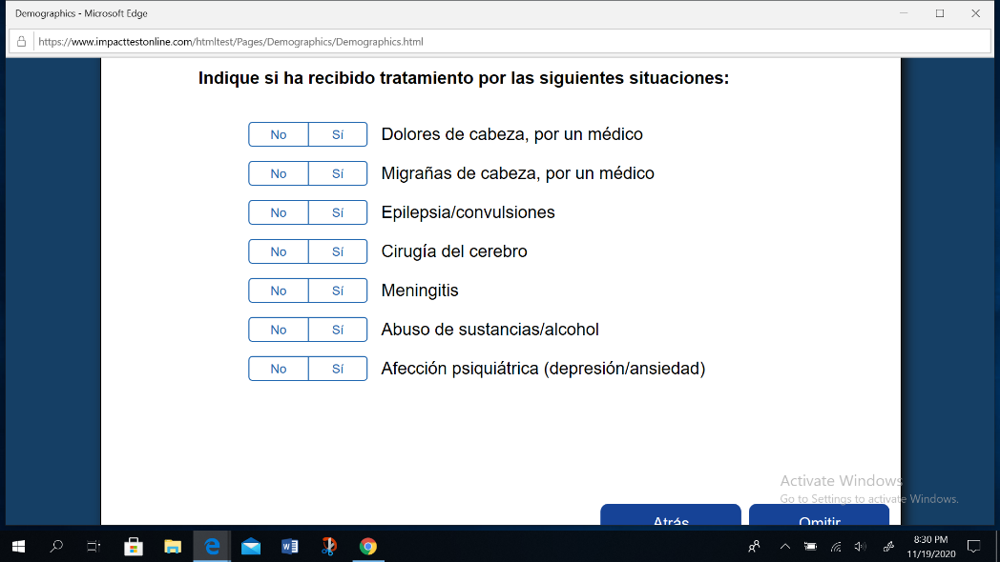 Demographics - Microsoft Edge
https://www.impacttestonline.com/htmltest/Pages/Demographics/Demographics.html
Indique si ha recibido tratamiento por las siguientes situaciones:
No Sí Dolores de cabeza, por un médico
No Sí Migrañas de cabeza, por un médico
No Sí Epilepsia/convulsiones
No Sí Cirugía del cerebro
No Sí Meningitis
No Sí Abuso de sustancias/alcohol
No Sí Afección psiquiátrica (depresión/ansiedad)
Activate Windows
Go to Settings to activate Windows.
Atrás Omitir
8:30 PM
11/19/2020